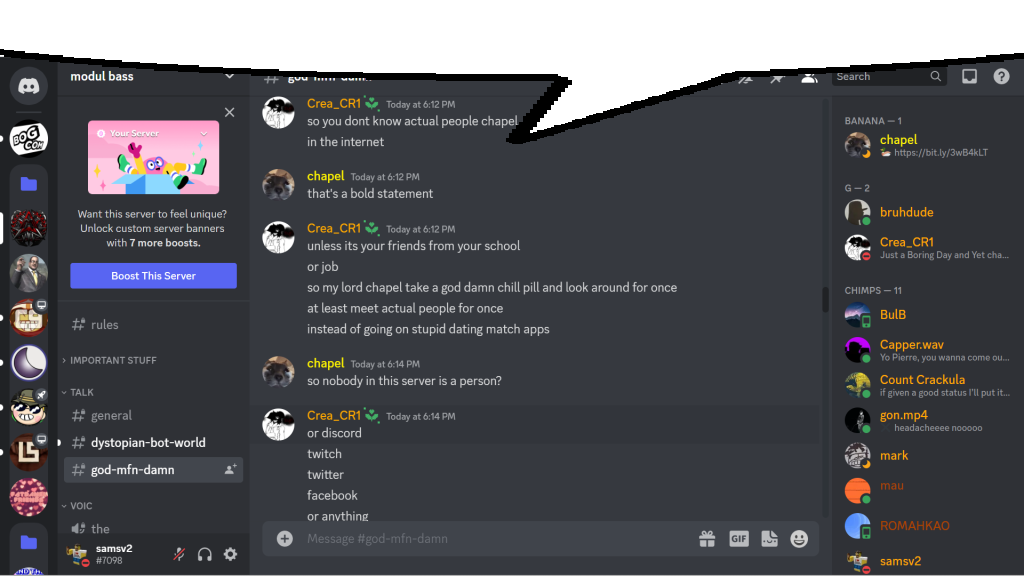 modul bass
Your Server
Want this server to feel unique?
Unlock custom server banners
with 7 more boosts.
Boost This Server
rules
IMPORTANT STUFF
TALK
general
dystopian-bot-world
god-mfn-damn
VOIC
the
samsv2
#7098
god-mfn-damn
Crea_CR1 Today at 6:12 PM
so you dont know actual people chapel
in the internet
chapel Today at 6:12 PM
that's a bold statement
Crea_CR1 Today at 6:12 PM
unless its your friends from your school
or job
so my lord chapel take a god damn chill pill and look around for once
at least meet actual people for once
instead of going on stupid dating match apps
chapel Today at 6:14 PM
so nobody in this server is a person?
Crea_CR1 Today at 6:14 PM
or discord
twitch
twitter
facebook
or anything
Message #god-mfn-damn
GIF
Search
BANANA — 1
chapel
https://bit.ly/3wB4kLT
G — 2
bruhdude
Crea_CR1
Just a Boring Day and Yet cha...
CHIMPS — 11
BulB
Capper.wav
Yo Pierre, you wanna come ou...
Count Crackula
if given a good status I'll put it...
gon.mp4
headacheeee nooooo
mark
mau
ROMAHKAO
samsv2
BOG
CON